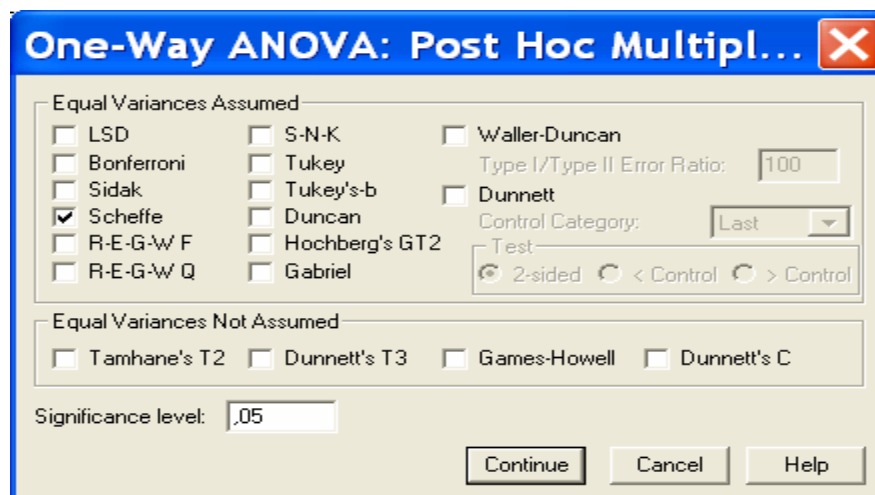 One-Way ANOVA: Post Hoc Multipl...
Equal Variances Assumed
LSD S-N-K Waller-Duncan
Bonferroni Tukey Type I/Type II Error Ratio: 100
Sidak Tukey's-b Dunnett
Scheffe Duncan Control Category: Last
R-E-G-W F Hochberg's GT2 Test
R-E-G-W Q Gabriel 2-sided < Control > Control
Equal Variances Not Assumed
Tamhane's T2 Dunnett's T3 Games-Howell Dunnett's C
Significance level: ,05
Continue Cancel Help